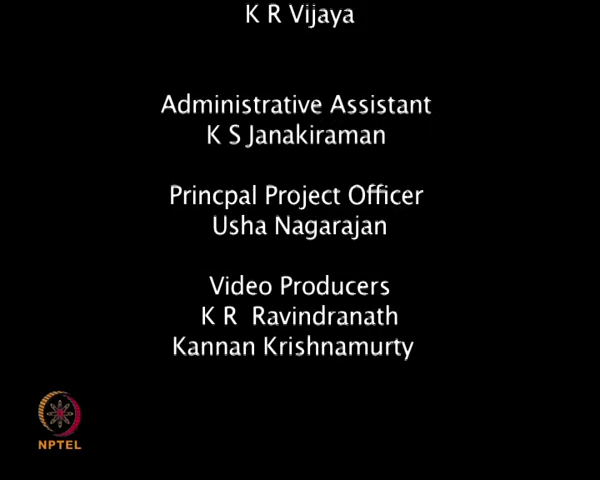 K R Vijaya
Administrative Assistant
K S Janakiraman
Princpal Project Officer
Usha Nagarajan
Video Producers
K R Ravindranath
Kannan Krishnamurty
NPTEL